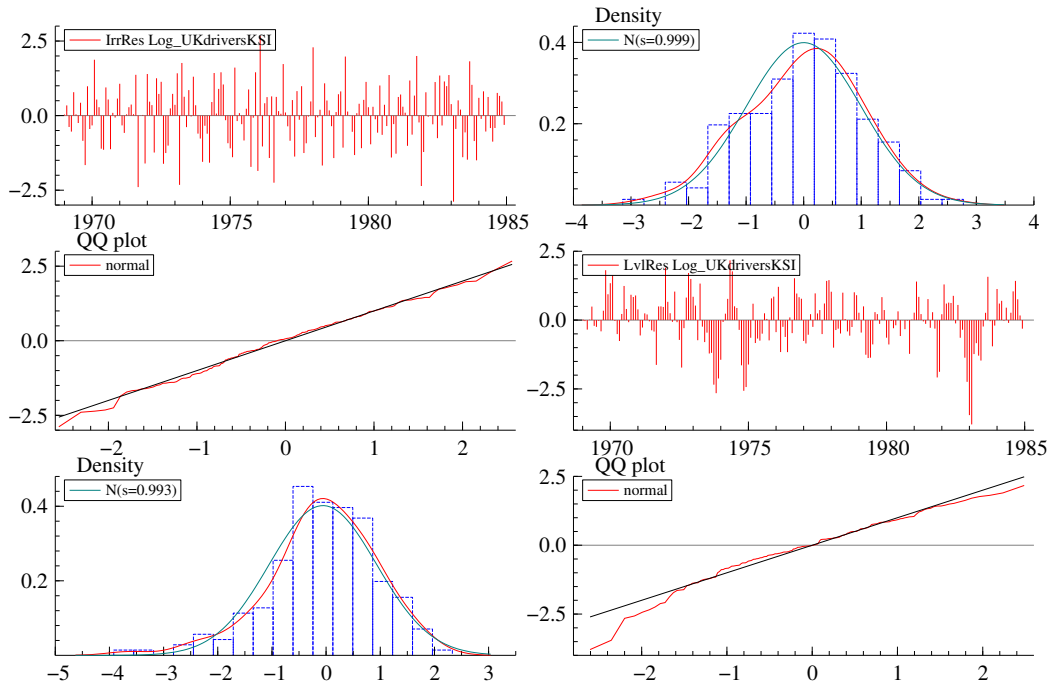 IrrRes Log_UKdriversKSI
2.5
0.0
−2.5
1970 1975 1980 1985
Density
N(s=0.999)
0.4
0.2
−4 −3 −2 −1 0 1 2 3 4
QQ plot
normal
2.5
0.0
−2.5
−2 −1 0 1 2
LvlRes Log_UKdriversKSI
2.5
0.0
−2.5
1970 1975 1980 1985
Density
N(s=0.993)
0.4
0.2
−5 −4 −3 −2 −1 0 1 2 3
QQ plot
normal
2.5
0.0
−2.5
−2 −1 0 1 2